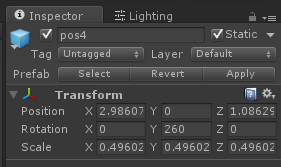 Inspector Lighting
pos4 Static
Tag Untagged Layer Default
Prefab Select Revert Apply
Transform
Position X 2.98607 Y 0 Z 1.08629
Rotation X 0 Y 260 Z 0
Scale X 0.49602 Y 0.49602 Z 0.49602